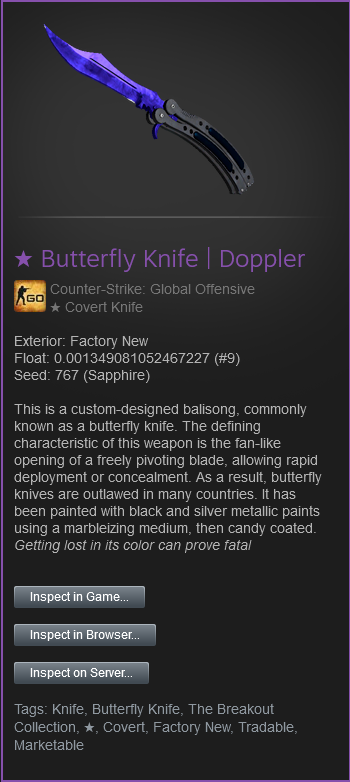 ★ Butterfly Knife | Doppler
GO
Counter-Strike: Global Offensive
★ Covert Knife
Exterior: Factory New
Float: 0.001349081052467227 (#9)
Seed: 767 (Sapphire)
This is a custom-designed balisong, commonly
known as a butterfly knife. The defining
characteristic of this weapon is the fan-like
opening of a freely pivoting blade, allowing rapid
deployment or concealment. As a result, butterfly
knives are outlawed in many countries. It has
been painted with black and silver metallic paints
using a marbleizing medium, then candy coated.
Getting lost in its color can prove fatal
Inspect in Game...
Inspect in Browser...
Inspect on Server...
Tags: Knife, Butterfly Knife, The Breakout
Collection, ★, Covert, Factory New, Tradable,
Marketable